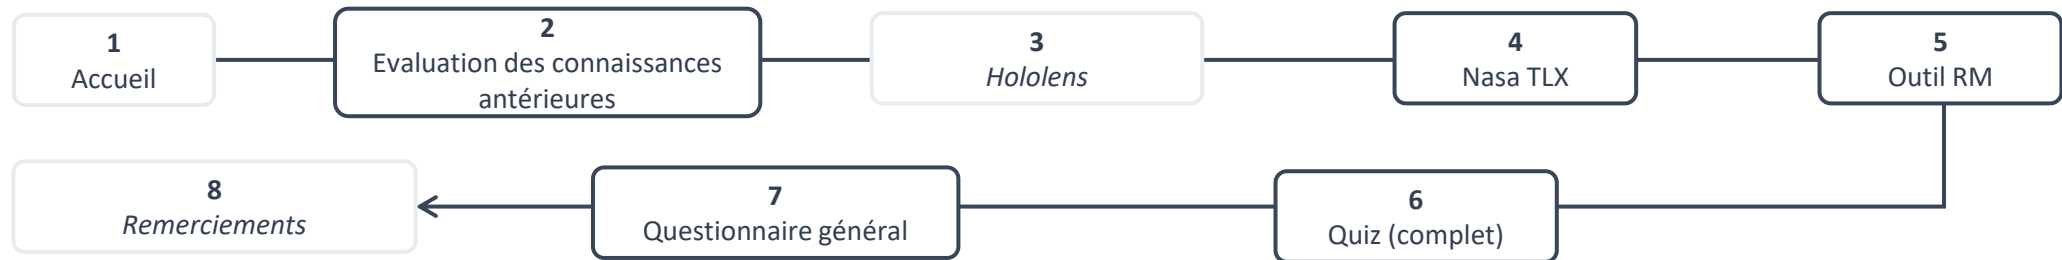 1
Accueil
2
Evaluation des connaissances
antérieures
3
Hololens
4
Nasa TLX
5
Outil RM
6
Quiz (complet)
7
Questionnaire général
8
Remerciements